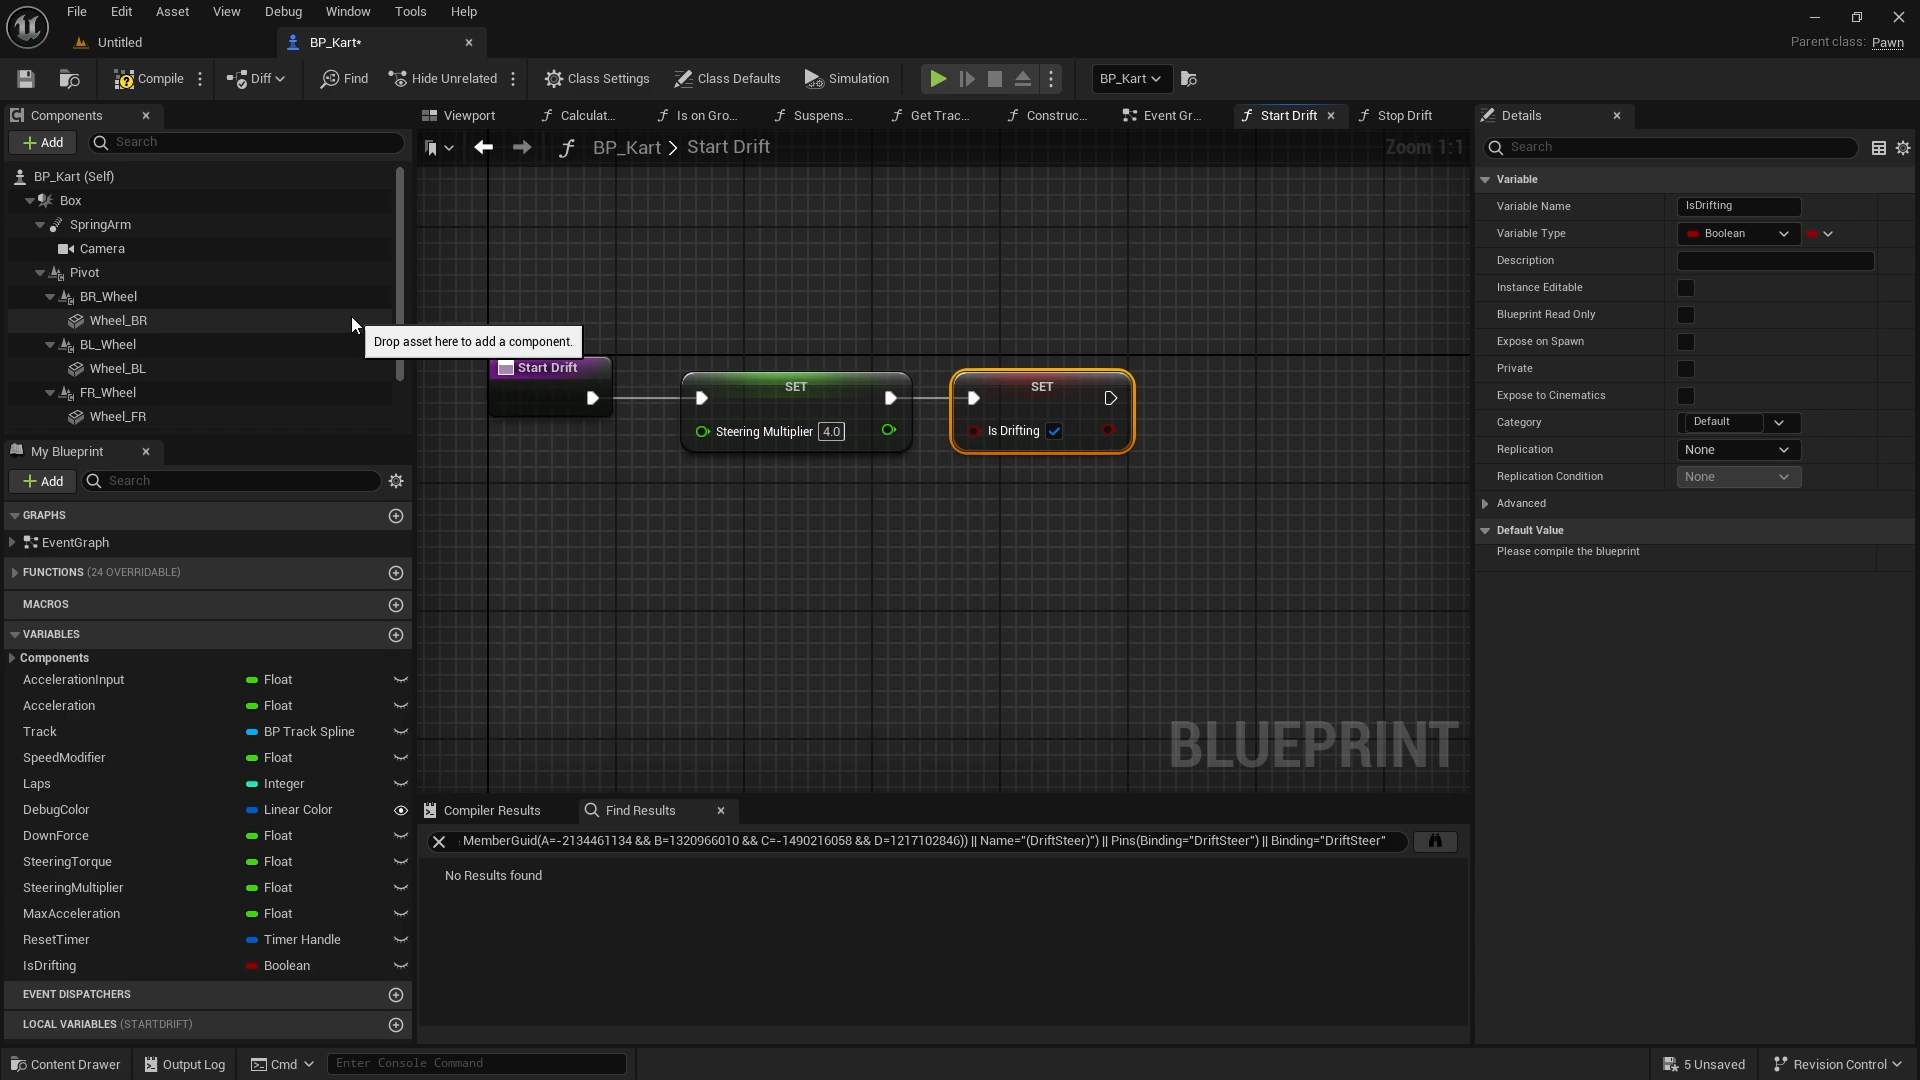 File Edit Asset View Debug Window Tools Help
Untitled
BP_Kart*
Parent class: Pawn
Compile
Diff
Find
Hide Unrelated
Class Settings
Class Defaults
Simulation
BP_Kart
Components
Add
Search
BP_Kart (Self)
Box
SpringArm
Camera
Pivot
BR_Wheel
Wheel_BR
BL_Wheel
Wheel_BL
FR_Wheel
Wheel_FR
My Blueprint
Add
Search
GRAPHS
EventGraph
FUNCTIONS (24 OVERRIDABLE)
MACROS
VARIABLES
Components
AccelerationInput Float
Acceleration Float
Track BP Track Spline
SpeedModifier Float
Laps Integer
DebugColor Linear Color
DownForce Float
SteeringTorque Float
SteeringMultiplier Float
MaxAcceleration Float
ResetTimer Timer Handle
IsDrifting Boolean
EVENT DISPATCHERS
LOCAL VARIABLES (STARTDRIFT)
Viewport
Calculat...
Is on Gro...
Suspens...
Get Trac...
Construc...
Event Gr...
Start Drift
Stop Drift
BP_Kart > Start Drift
Zoom 1:1
Drop asset here to add a component.
Start Drift
SET
Steering Multiplier 4.0
SET
Is Drifting
BLUEPRINT
Compiler Results
Find Results
MemberGuid(A=-2134461134 && B=1320966010 && C=-1490216058 && D=1217102846)) || Name="(DriftSteer)") || Pins(Binding="DriftSteer") || Binding="DriftSteer"
No Results found
Details
Search
Variable
Variable Name IsDrifting
Variable Type Boolean
Description
Instance Editable
Blueprint Read Only
Expose on Spawn
Private
Expose to Cinematics
Category Default
Replication None
Replication Condition None
Advanced
Default Value
Please compile the blueprint
Content Drawer
Output Log
Cmd
Enter Console Command
5 Unsaved
Revision Control